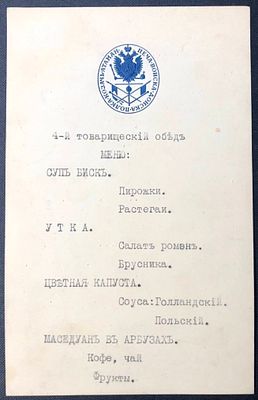 4-й товарищескій обѣдъ
МЕНЮ:
СУПЪ БИСКЪ.
Пирожки.
Растегаи.
УТКА.
Салатъ ромэнъ.
Брусника.
ЦВѢТНАЯ КАПУСТА.
Соуса:Голландскій.
Польскій.
МАСЕДУАНЪ ВЪ АРБУЗАХЪ.
Кофе, чай
Фрукты.